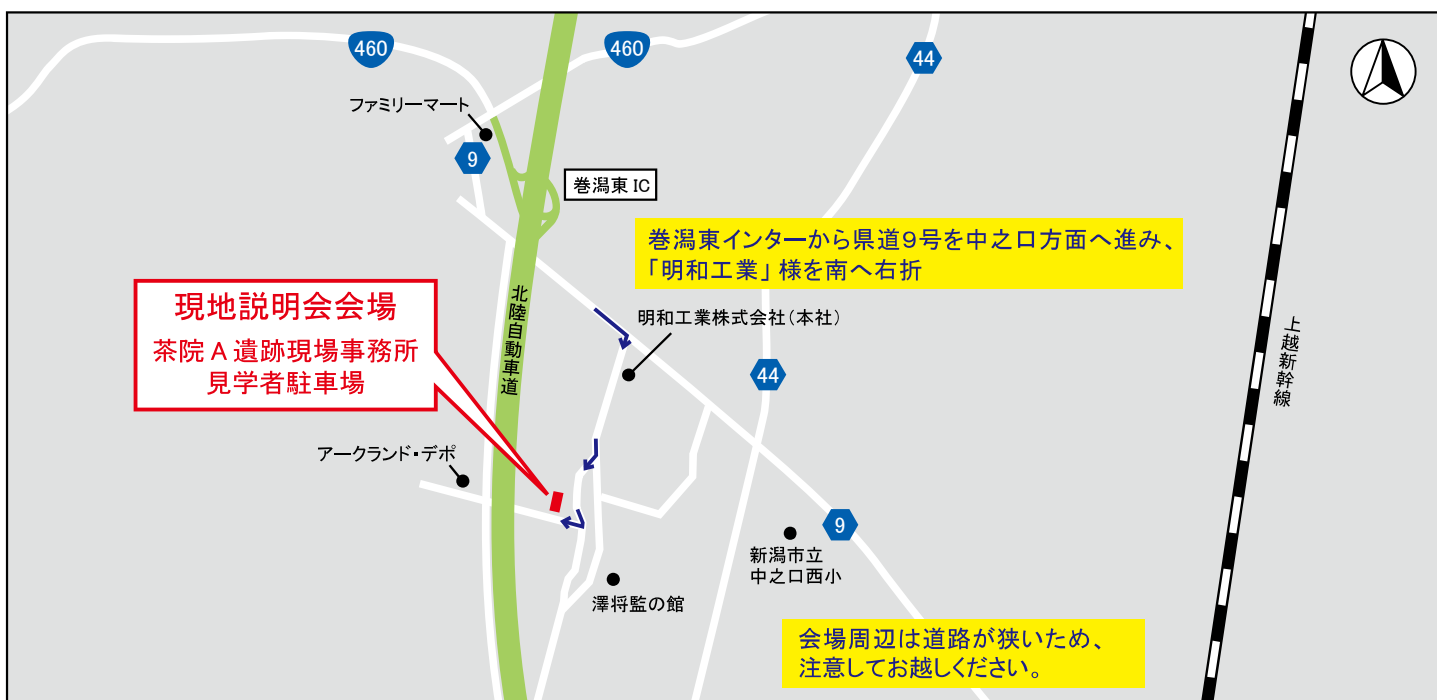 460
460
44
ファミリーマート
9
巻潟東 IC
巻潟東インターから県道9号を中之口方面へ進み、
「明和工業」様を南へ右折
現地説明会会場
茶院 A 遺跡現場事務所
見学者駐車場
北陸自動車道
明和工業株式会社(本社)
上越新幹線
44
アークランド・デポ
9
新潟市立
中之口西小
澤将監の館
会場周辺は道路が狭いため、
注意してお越しください。